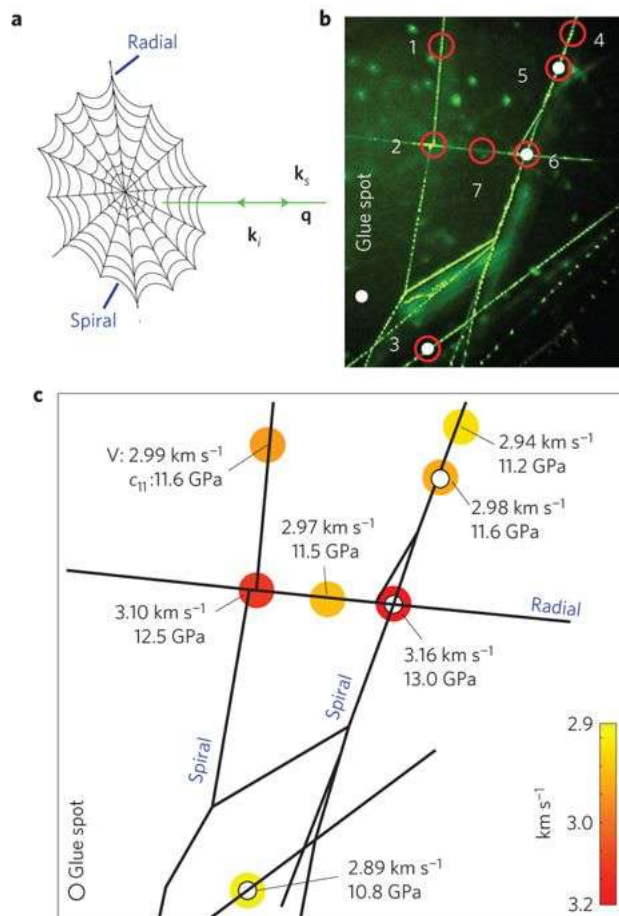 a
Radial
k_s
k_i
q
Spiral
b
1
4
5
2
6
7
Glue spot
3
c
V: 2.99 km s⁻¹
c₁₁:11.6 GPa
2.94 km s⁻¹
11.2 GPa
2.98 km s⁻¹
11.6 GPa
2.97 km s⁻¹
11.5 GPa
3.10 km s⁻¹
12.5 GPa
Radial
3.16 km s⁻¹
13.0 GPa
Spiral
Spiral
2.9
km s⁻¹
3.0
3.2
Glue spot
2.89 km s⁻¹
10.8 GPa